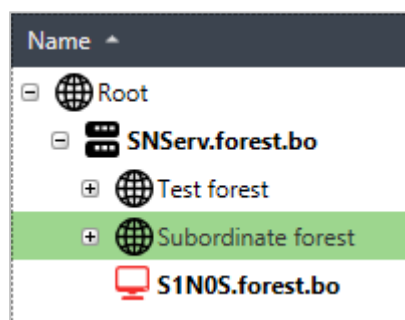 Name
Root
SNServ.forest.bo
Test forest
Subordinate forest
S1N0S.forest.bo